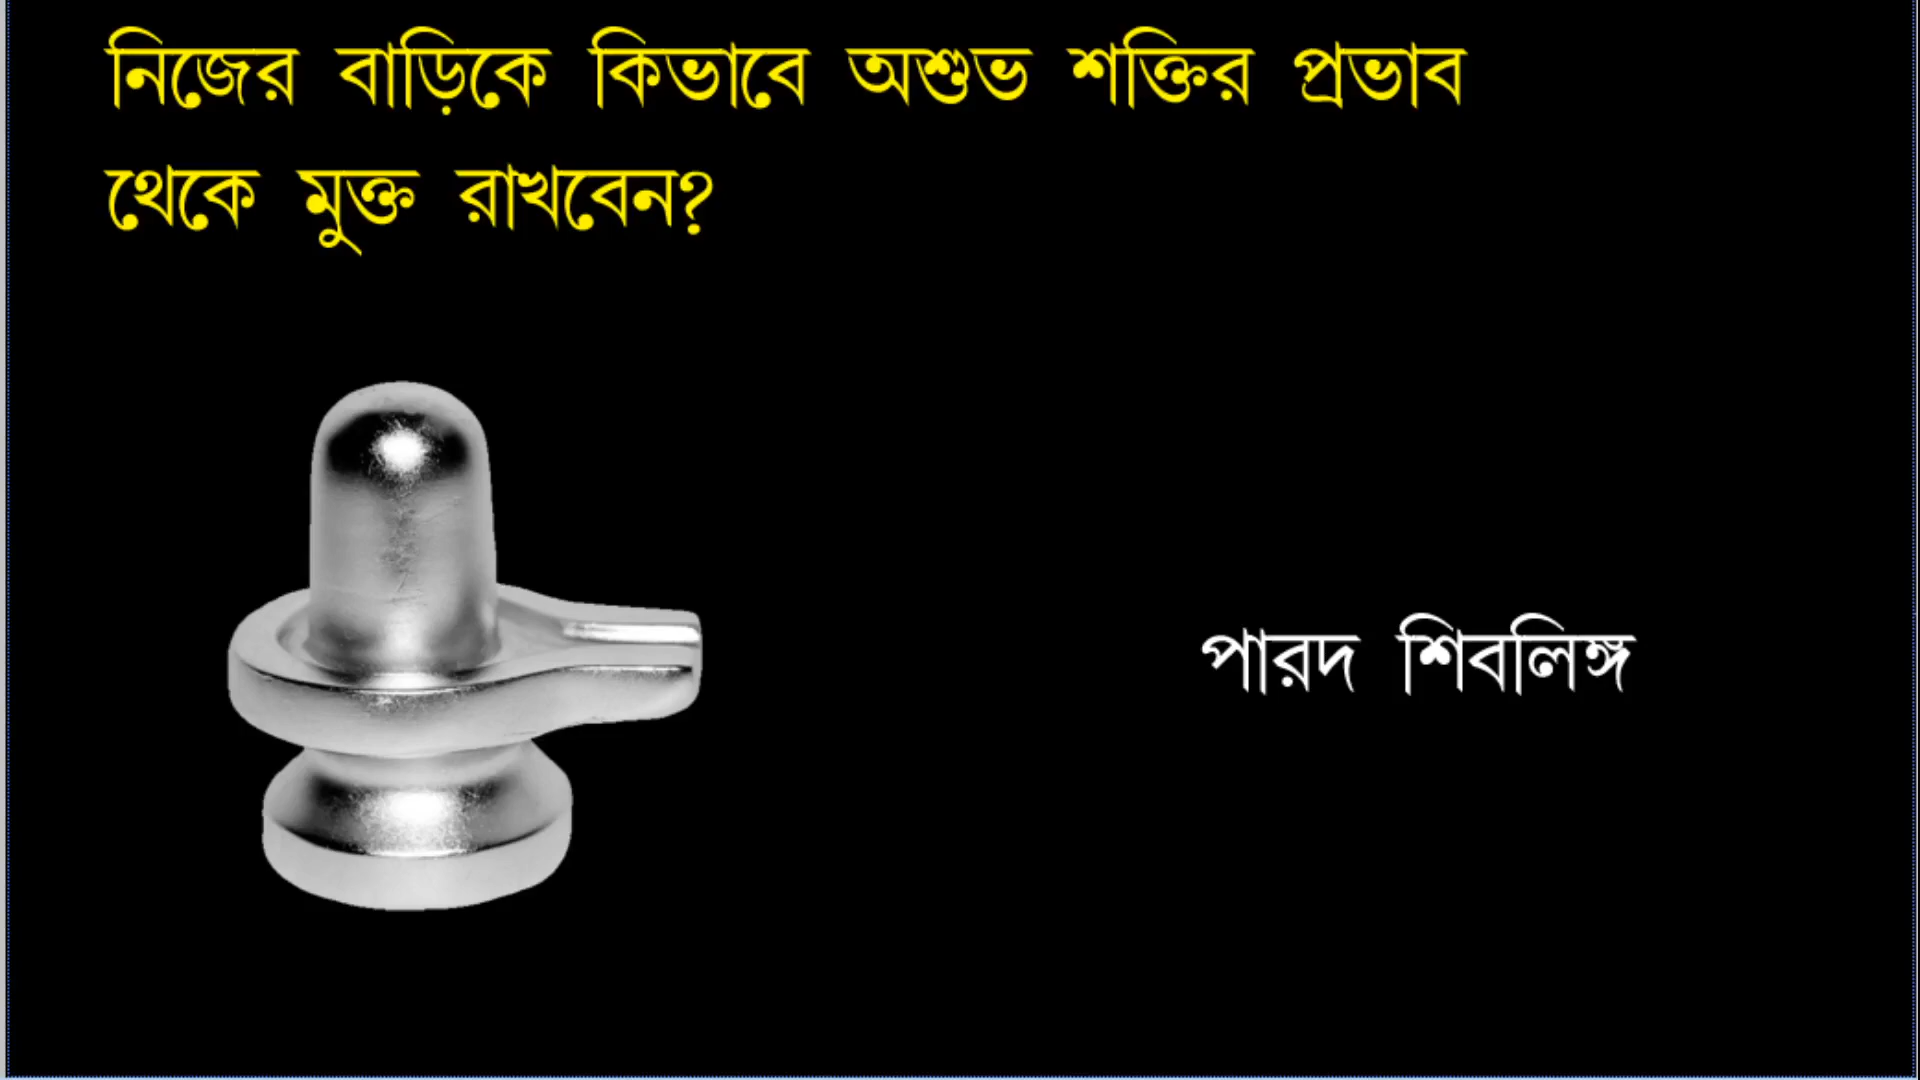 নিজের বাড়িকে কিভাবে অশুভ শক্তির প্রভাব
থেকে মুক্ত রাখবেন?
পারদ শিবলিঙ্গ